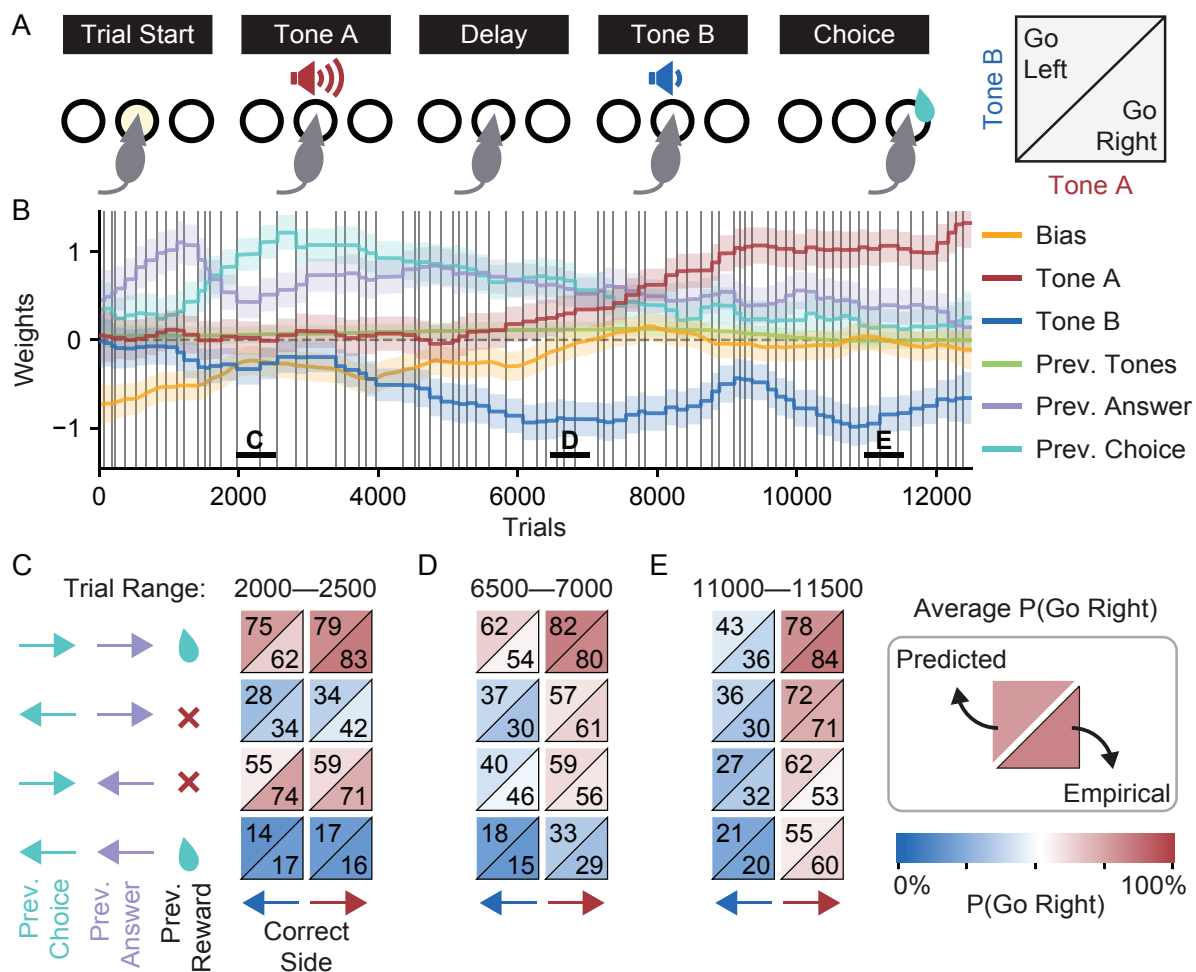 A
Trial Start
Tone A
Delay
Tone B
Choice
Tone B
Go
Left
Go
Right
Tone A
B
Weights
1
0
−1
C
D
E
0
2000
4000
6000
8000
10000
12000
Trials
Bias
Tone A
Tone B
Prev. Tones
Prev. Answer
Prev. Choice
C
Trial Range:
2000—2500
D
6500—7000
E
11000—11500
75 62 79 83
62 54 82 80
43 36 78 84
28 34 34 42
37 30 57 61
36 30 72 71
55 74 59 71
40 46 59 56
27 32 62 53
14 17 17 16
18 15 33 29
21 20 55 60
Prev.
Choice
Prev.
Answer
Prev.
Reward
Correct
Side
Average P(Go Right)
Predicted
Empirical
0%
100%
P(Go Right)